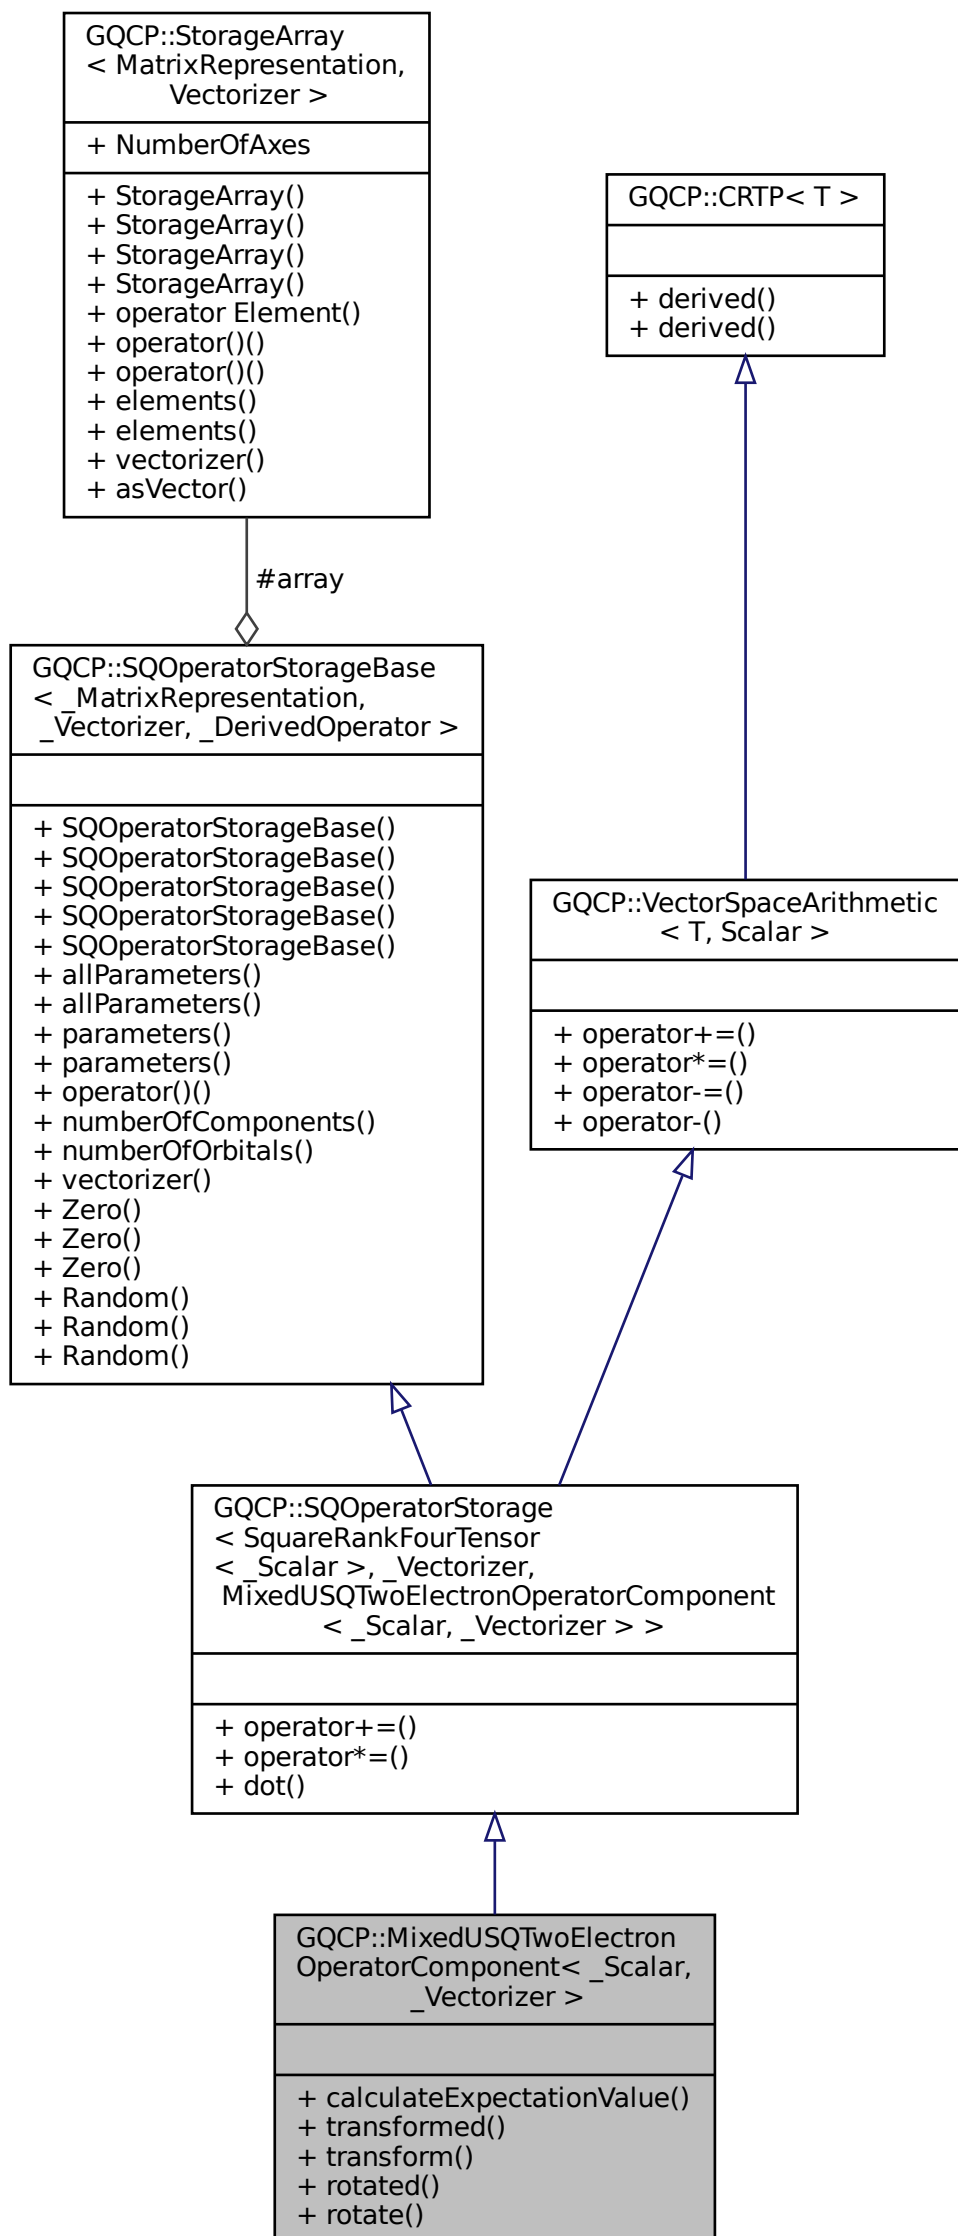 GQCP::StorageArray
< MatrixRepresentation,
Vectorizer >
+ NumberOfAxes
+ StorageArray()
+ StorageArray()
+ StorageArray()
+ StorageArray()
+ operator Element()
+ operator()()
+ operator()()
+ elements()
+ elements()
+ vectorizer()
+ asVector()
GQCP::CRTP< T >
+ derived()
+ derived()
#array
GQCP::SQOperatorStorageBase
< _MatrixRepresentation,
_Vectorizer, _DerivedOperator >
+ SQOperatorStorageBase()
+ SQOperatorStorageBase()
+ SQOperatorStorageBase()
+ SQOperatorStorageBase()
+ SQOperatorStorageBase()
+ allParameters()
+ allParameters()
+ parameters()
+ parameters()
+ operator()()
+ numberOfComponents()
+ numberOfOrbitals()
+ vectorizer()
+ Zero()
+ Zero()
+ Zero()
+ Random()
+ Random()
+ Random()
GQCP::VectorSpaceArithmetic
< T, Scalar >
+ operator+=()
+ operator*=()
+ operator-=()
+ operator-()
GQCP::SQOperatorStorage
< SquareRankFourTensor
< _Scalar >, _Vectorizer,
MixedUSQTwoElectronOperatorComponent
< _Scalar, _Vectorizer > >
+ operator+=()
+ operator*=()
+ dot()
GQCP::MixedUSQTwoElectron
OperatorComponent< _Scalar,
_Vectorizer >
+ calculateExpectationValue()
+ transformed()
+ transform()
+ rotated()
+ rotate()